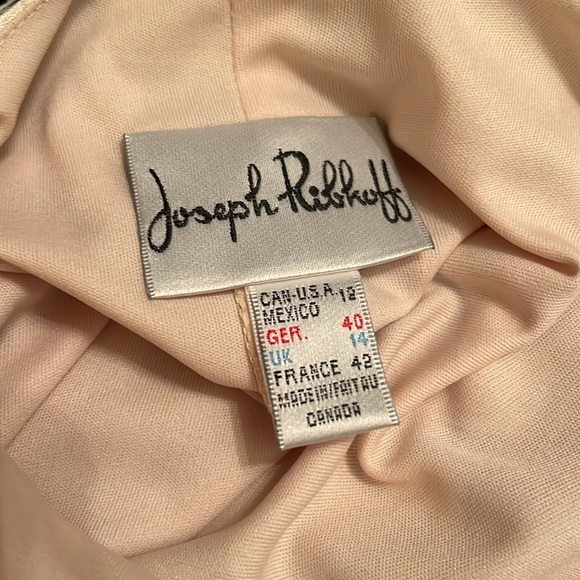 Joseph Ribkoff
CAN-U.S.A. 12
MEXICO
GER. 40
UK 14
FRANCE 42
MADE IN/FAIT AU
CANADA